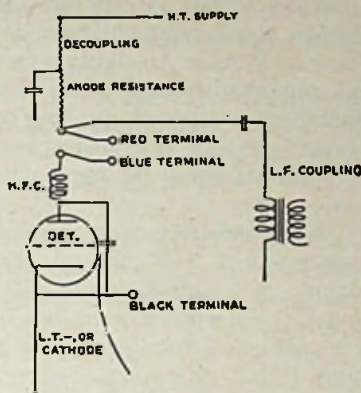 H.T. SUPPLY
DECOUPLING
ANODE RESISTANCE
RED TERMINAL
BLUE TERMINAL
L.F. COUPLING
H.F.C.
DET.
BLACK TERMINAL
L.T.-, OR
CATHODE